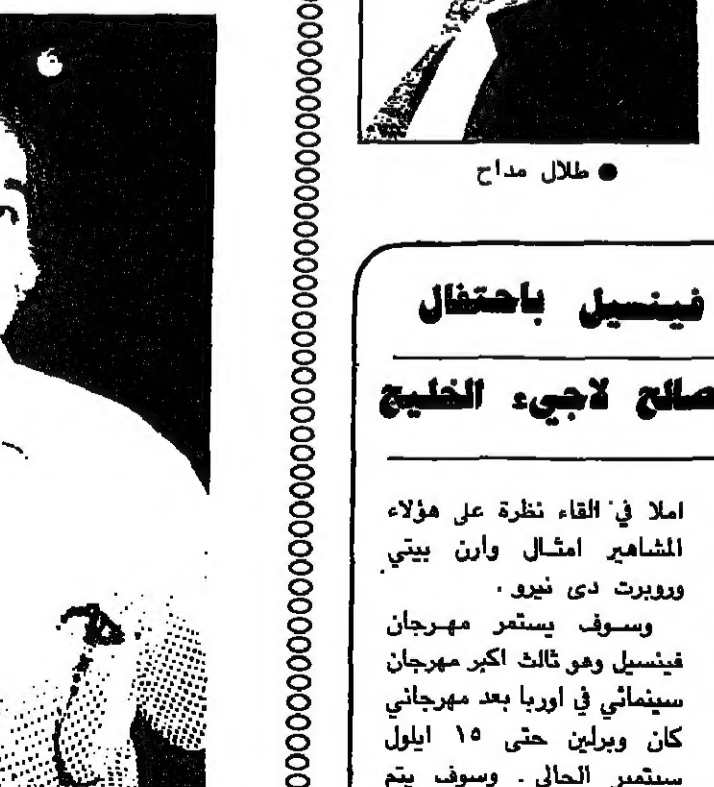 ● طلال مداح
فينسيل باحتفال
صالح لاجيء الخليج
املا في القاء نظرة على هؤلاء
المشاهير امثال وأرن بيتي
وروبرت دى نيرو .
وسوف يستمر مهرجان
فينسيل وهو ثالث اكبر مهرجان
سينمائي في اوربا بعد مهرجاني
كان وبرلين حتى ١٥ ايلول
سبتمبر الحالي . وسوف يتم